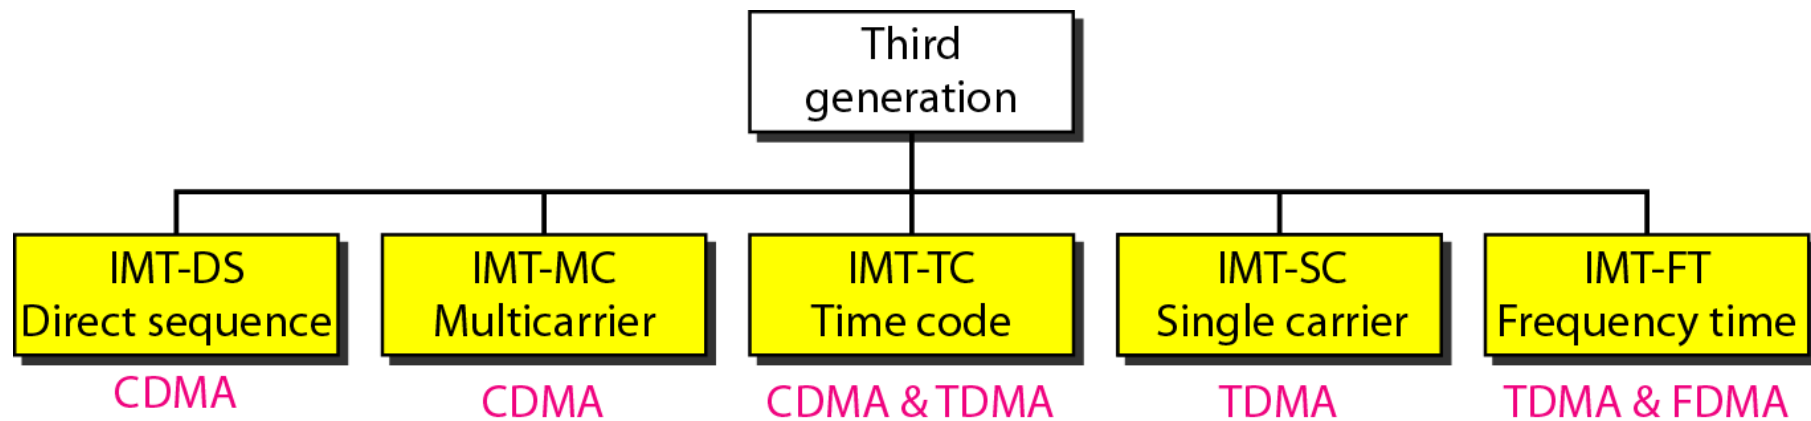 Third
generation
IMT-DS
Direct sequence
CDMA
IMT-MC
Multicarrier
CDMA
IMT-TC
Time code
CDMA & TDMA
IMT-SC
Single carrier
TDMA
IMT-FT
Frequency time
TDMA & FDMA